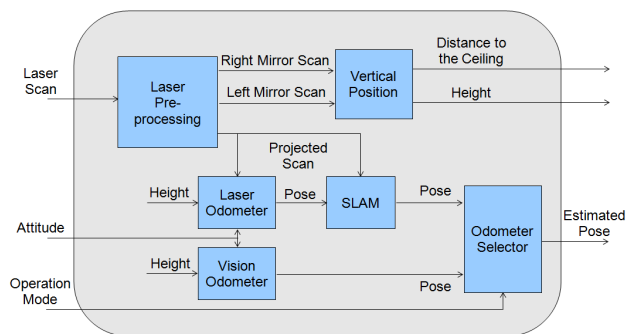 Laser
Scan
Laser
Pre-
processing
Right Mirror Scan
Left Mirror Scan
Vertical
Position
Distance to
the Ceiling
Height
Projected
Scan
Height
Laser
Odometer
Pose
SLAM
Pose
Attitude
Height
Vision
Odometer
Pose
Odometer
Selector
Estimated
Pose
Operation
Mode